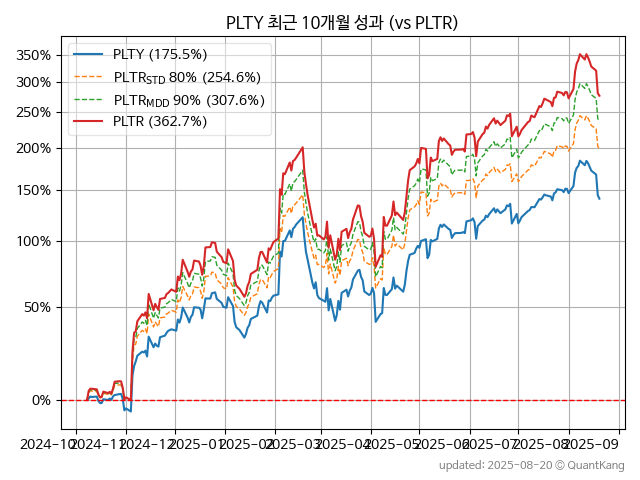 PLTY 최근 10개월 성과 (vs PLTR)
PLTY (175.5%)
PLTR_STD 80% (254.6%)
PLTR_MDD 90% (307.6%)
PLTR (362.7%)
350%
300%
250%
200%
150%
100%
50%
0%
2024-10 2024-11 2024-12 2025-01 2025-02 2025-03 2025-04 2025-05 2025-06 2025-07 2025-08 2025-09
updated: 2025-08-20 © QuantKang